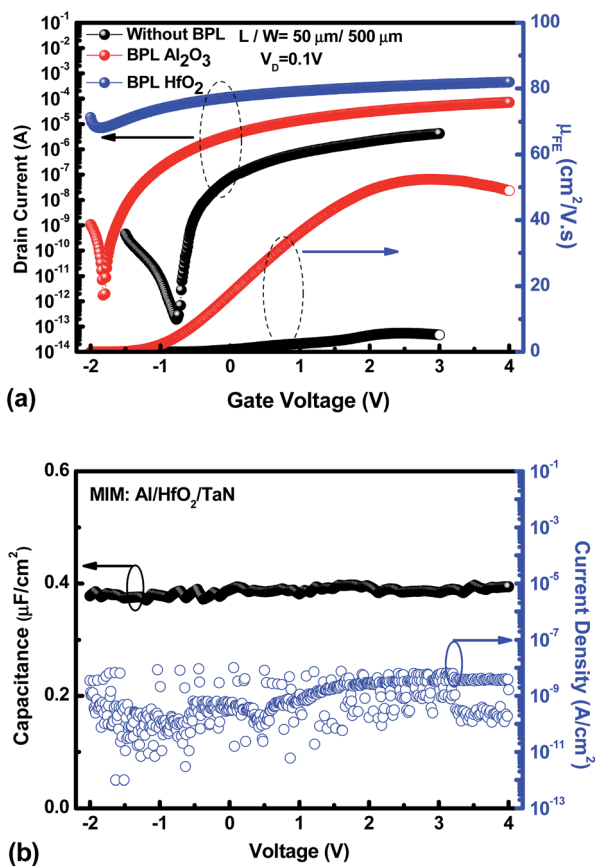 Without BPL
BPL Al2O3
BPL HfO2
L / W= 50 μm/ 500 μm
VD=0.1V
Drain Current (A)
10-1
10-2
10-3
10-4
10-5
10-6
10-7
10-8
10-9
10-10
10-11
10-12
10-13
10-14
100
80
60
40
20
0
μFE (cm2/V.s)
-2 -1 0 1 2 3 4
Gate Voltage (V)
(a)
MIM: Al/HfO2/TaN
Capacitance (μF/cm2)
0.6
0.4
0.2
0.0
10-1
10-3
10-5
10-7
10-9
10-11
10-13
Current Density (A/cm2)
-2 -1 0 1 2 3 4
Voltage (V)
(b)